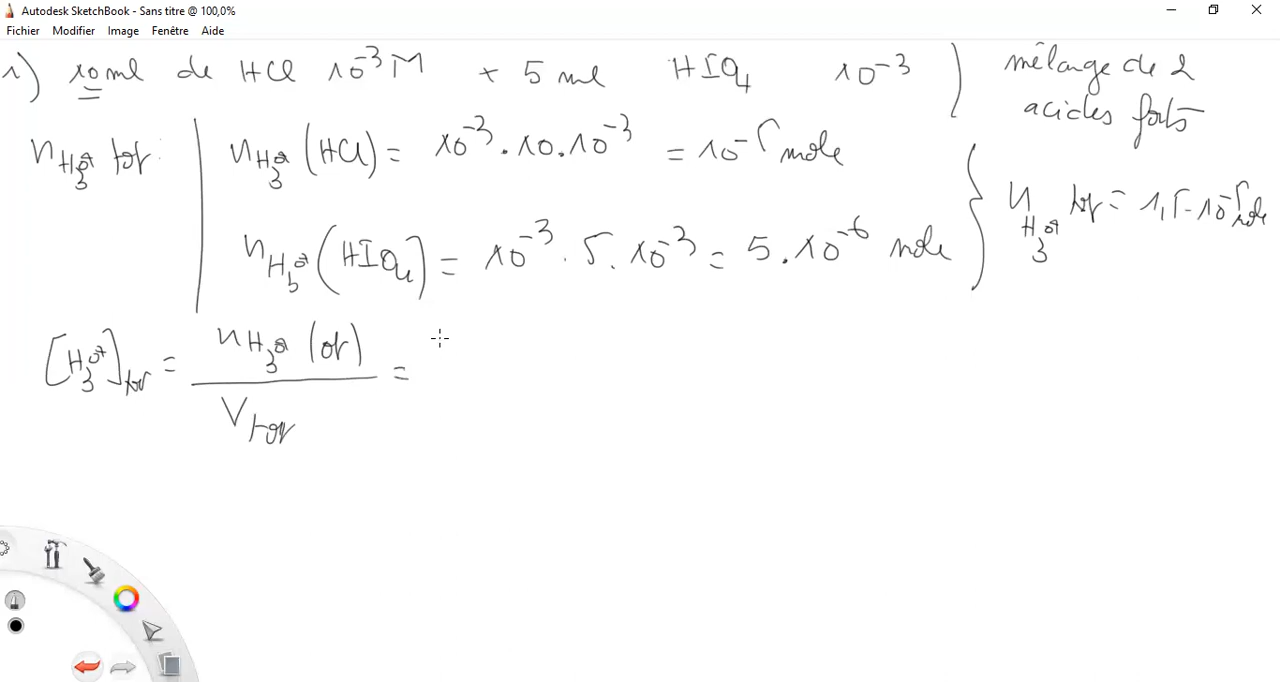 Autodesk SketchBook - Sans titre @ 100,0%
Fichier Modifier Image Fenêtre Aide
1) 10 ml de HCl 10⁻³ M + 5 ml HIO₄ 10⁻³ ) mélange de 2 acides forts
n H₃O⁺ tot | n H₃O⁺ (HCl) = 10⁻³ . 10 . 10⁻³ = 10⁻⁵ mole
n H₃O⁺ (HIO₄) = 10⁻³ . 5 . 10⁻³ = 5 . 10⁻⁶ mole } n H₃O⁺ tot = 1,5 . 10⁻⁵ mole
[H₃O⁺]tot = n H₃O⁺ (tot) / V tot =